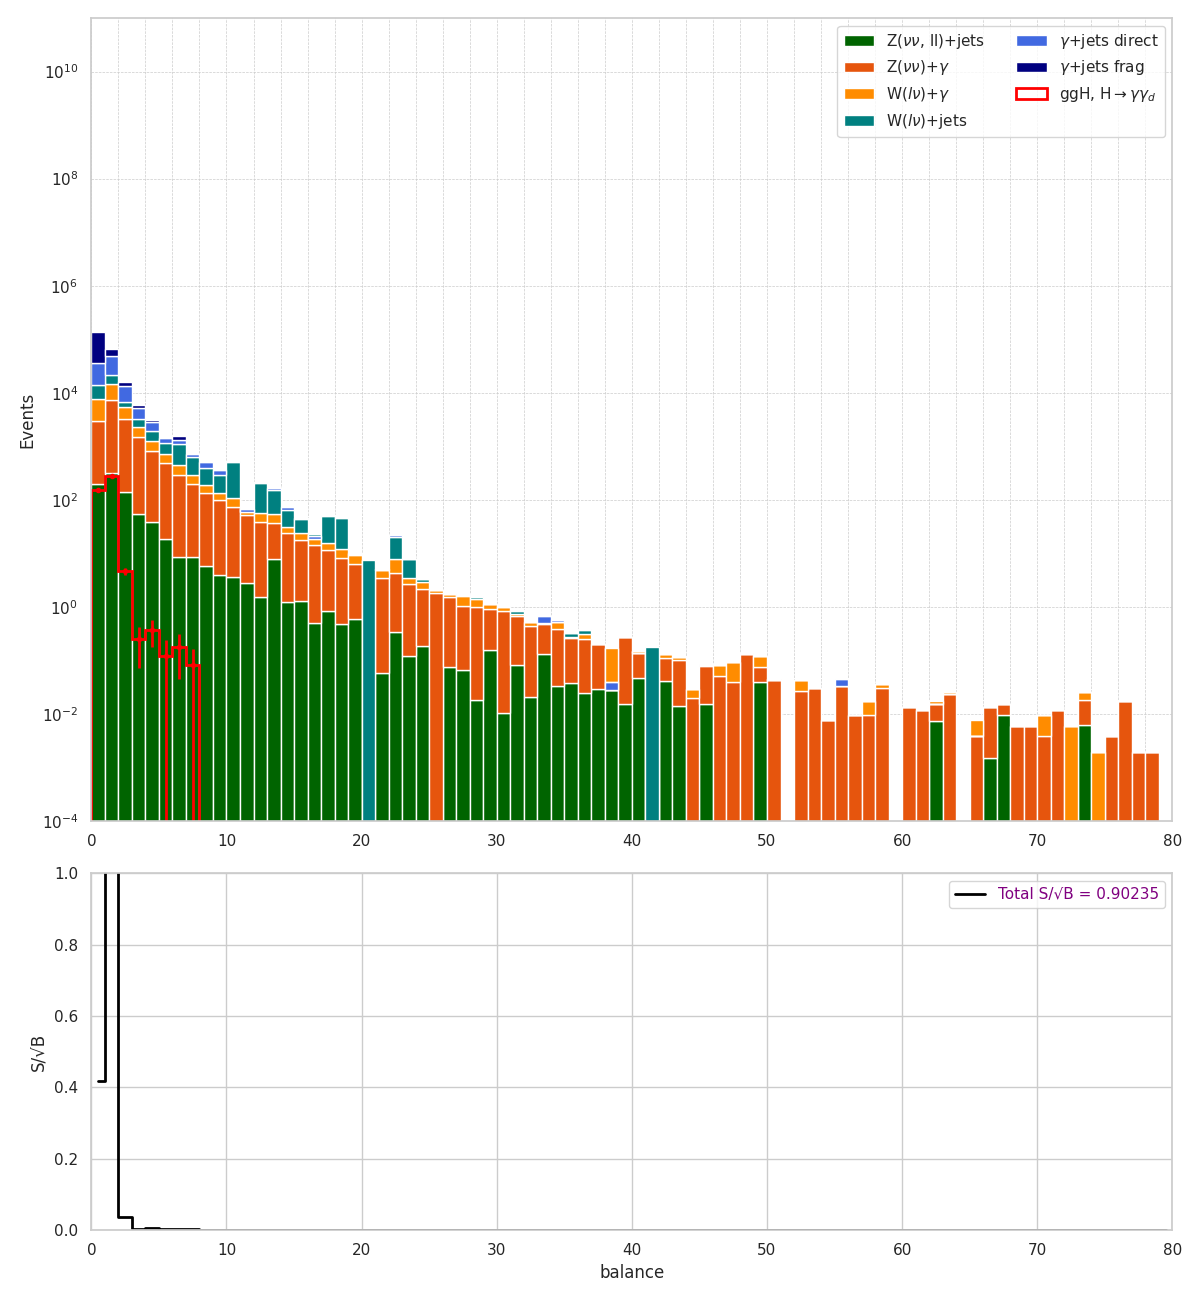 Z(νν, ll)+jets
Z(νν)+γ
W(lν)+γ
W(lν)+jets
γ+jets direct
γ+jets frag
ggH, H→γγ_d
10^10
10^8
10^6
10^4
10^2
10^0
10^−2
10^−4
Events
0 10 20 30 40 50 60 70 80
Total S/√B = 0.90235
1.0
0.8
0.6
0.4
0.2
0.0
S/√B
0 10 20 30 40 50 60 70 80
balance